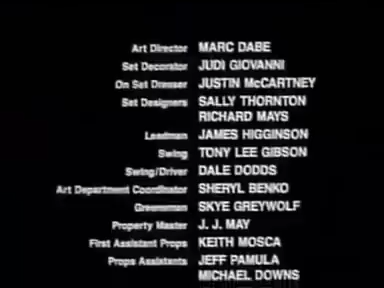 Art Director MARC DABE
Set Decorator JUDI GIOVANNI
On Set Dresser JUSTIN McCARTNEY
Set Designers SALLY THORNTON
RICHARD MAYS
Leadman JAMES HIGGINSON
Swing TONY LEE GIBSON
Swing/Driver DALE DODDS
Art Department Coordinator SHERYL BENKO
Greensman SKYE GREYWOLF
Property Master J. J. MAY
First Assistant Props KEITH MOSCA
Props Assistants JEFF PAMULA
MICHAEL DOWNS